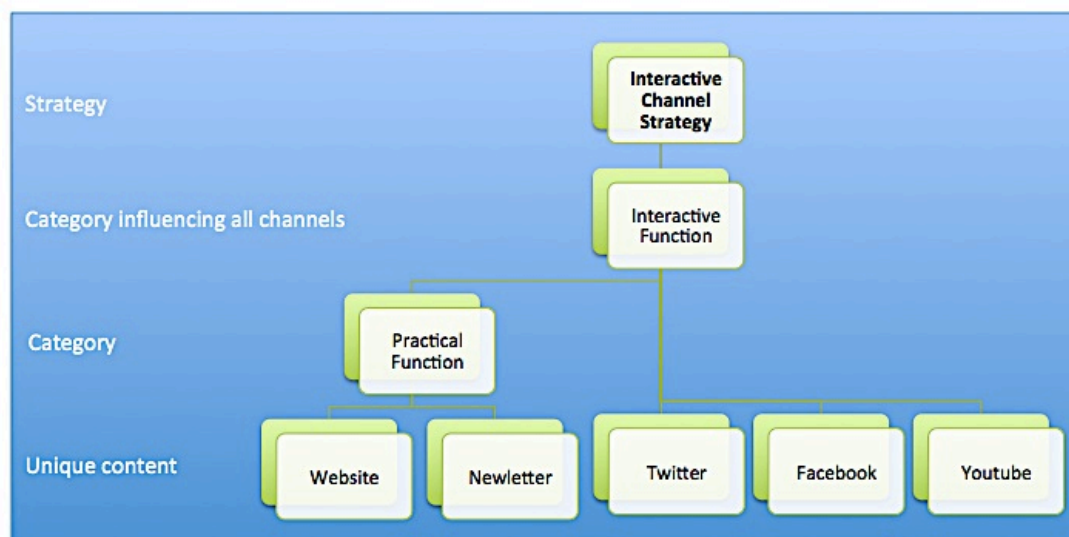 Strategy
Interactive
Channel
Strategy
Category influencing all channels
Interactive
Function
Category
Practical
Function
Unique content
Website
Newletter
Twitter
Facebook
Youtube